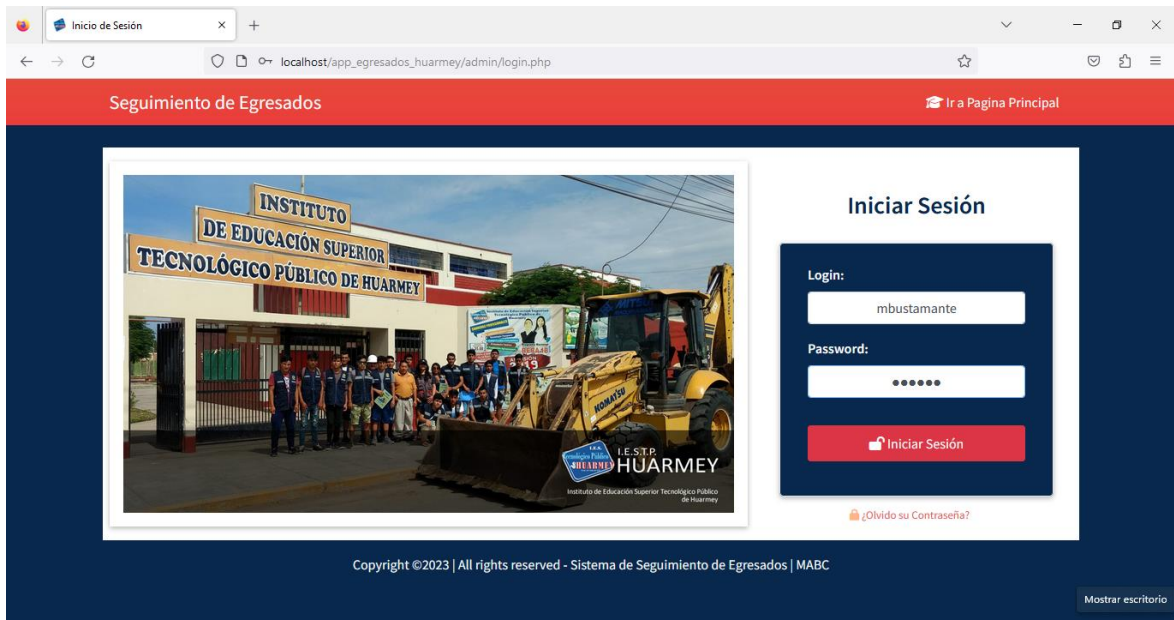 Inicio de Sesión
localhost/app_egresados_huarmey/admin/login.php
Seguimiento de Egresados
Ir a Pagina Principal
INSTITUTO
DE EDUCACIÓN SUPERIOR
TECNOLÓGICO PÚBLICO DE HUARMEY
MITSU
KOMATSU
I.E.S.T.P.
HUARMEY
Instituto de Educación Superior Tecnológico Público
de Huarmey
Iniciar Sesión
Login:
mbustamante
Password:
••••••
Iniciar Sesión
¿Olvido su Contraseña?
Copyright ©2023 | All rights reserved - Sistema de Seguimiento de Egresados | MABC
Mostrar escritorio